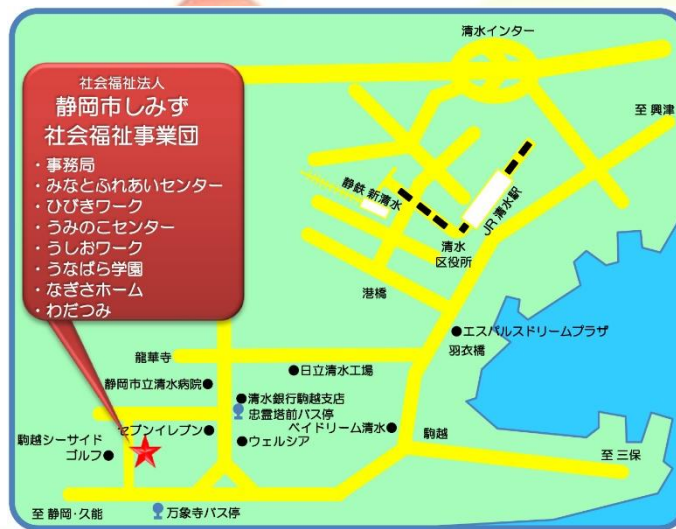 社会福祉法人
静岡市しみず
社会福祉事業団
・事務局
・みなとふれあいセンター
・ひびきワーク
・うみのこセンター
・うしおワーク
・うなばら学園
・なぎさホーム
・わだつみ
清水インター
至 興津
静鉄 新清水
JR 清水駅
清水
区役所
港橋
●エスパルスドリームプラザ
羽衣橋
龍華寺
●日立清水工場
静岡市立清水病院●
●清水銀行駒越支店
忠霊塔前バス停
セブンイレブン●
ベイドリーム清水●
●ウェルシア
駒越
駒越シーサイド
ゴルフ●
至 三保
至 静岡・久能
万象寺バス停